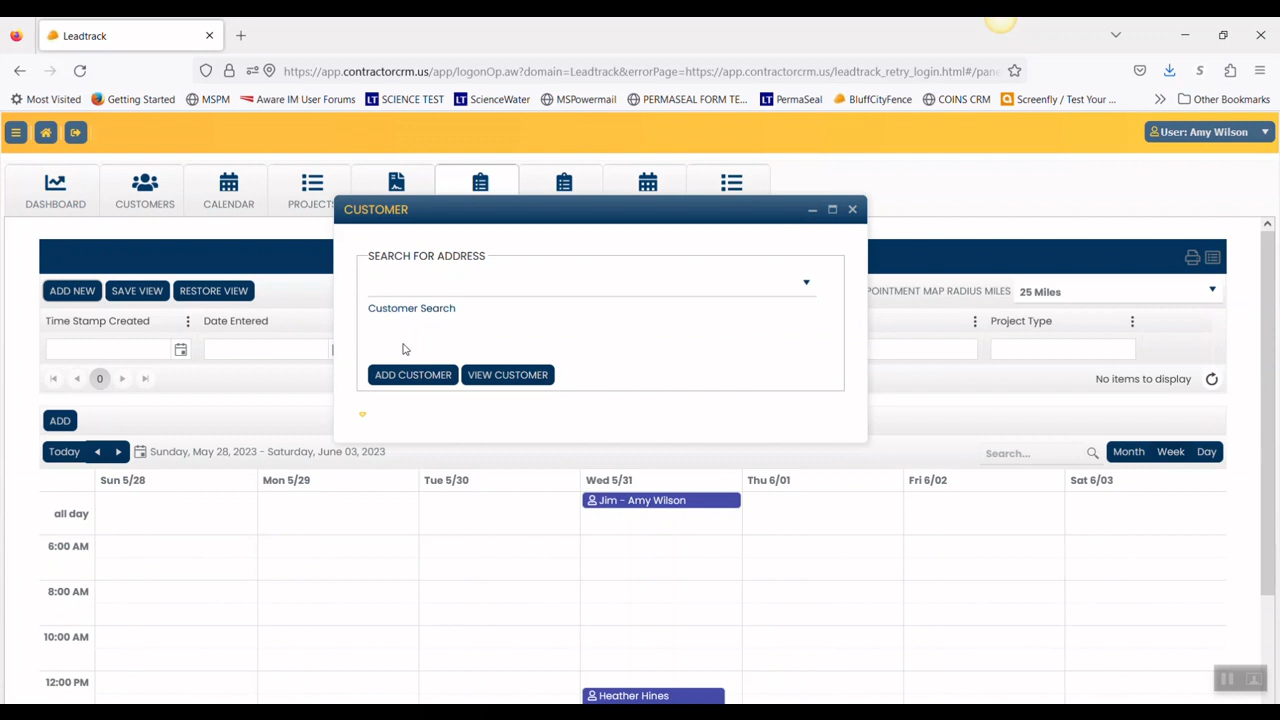 Leadtrack
https://app.contractorcrm.us/app/logonOp.aw?domain=Leadtrack&errorPage=https://app.contractorcrm.us/leadtrack_retry_login.html#/pane
Most Visited Getting Started MSPM Aware IM User Forums LT SCIENCE TEST LT ScienceWater MSPowermail PERMASEAL FORM TE... LT PermaSeal BluffCityFence COINS CRM Screenfly / Test Your ... Other Bookmarks
User: Amy Wilson
DASHBOARD CUSTOMERS CALENDAR PROJECTS
CUSTOMER
SEARCH FOR ADDRESS
Customer Search
ADD CUSTOMER VIEW CUSTOMER
ADD NEW SAVE VIEW RESTORE VIEW POINTMENT MAP RADIUS MILES 25 Miles
Time Stamp Created Date Entered Project Type
0 No items to display
ADD
Today Sunday, May 28, 2023 - Saturday, June 03, 2023 Search... Month Week Day
Sun 5/28 Mon 5/29 Tue 5/30 Wed 5/31 Thu 6/01 Fri 6/02 Sat 6/03
all day Jim - Amy Wilson
6:00 AM
8:00 AM
10:00 AM
12:00 PM
Heather Hines